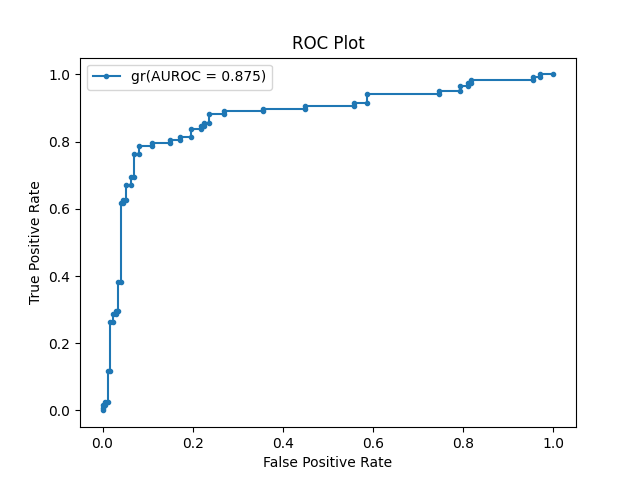 ROC Plot
gr(AUROC = 0.875)
True Positive Rate
1.0
0.8
0.6
0.4
0.2
0.0
0.0 0.2 0.4 0.6 0.8 1.0
False Positive Rate